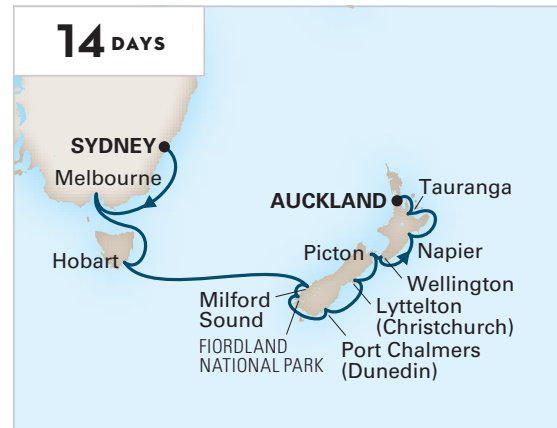 14 DAYS
SYDNEY
Melbourne
Hobart
AUCKLAND
Tauranga
Napier
Picton
Wellington
Milford
Sound
FIORDLAND
NATIONAL PARK
Lyttelton
(Christchurch)
Port Chalmers
(Dunedin)